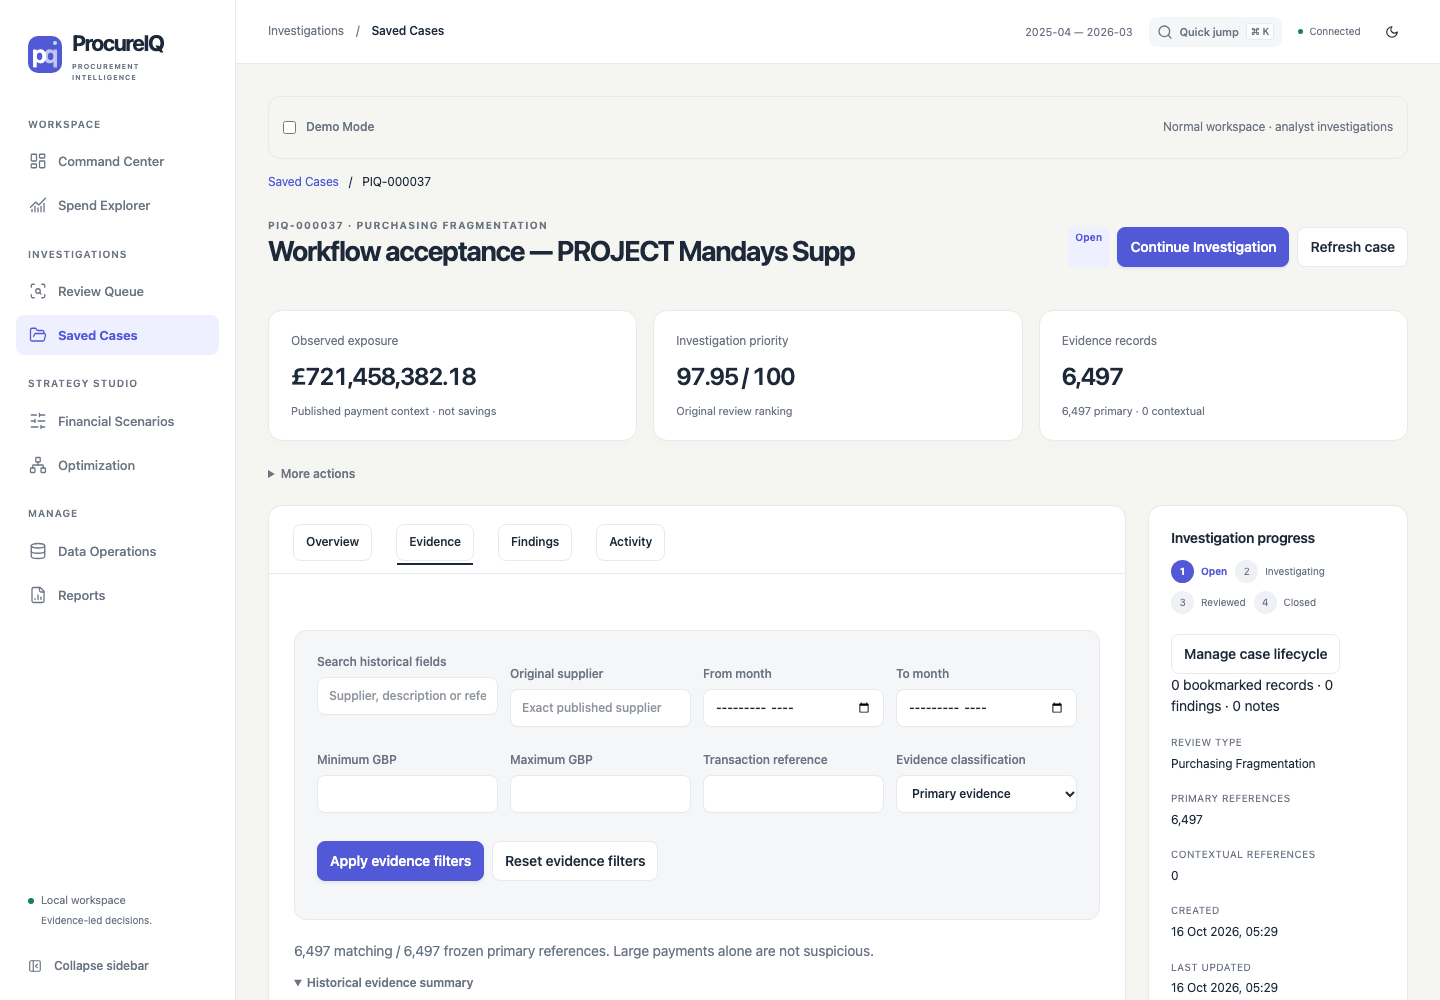 pq
ProcureIQ
PROCUREMENT
INTELLIGENCE
WORKSPACE
Command Center
Spend Explorer
INVESTIGATIONS
Review Queue
Saved Cases
STRATEGY STUDIO
Financial Scenarios
Optimization
MANAGE
Data Operations
Reports
Local workspace
Evidence-led decisions.
Collapse sidebar
Investigations / Saved Cases
2025-04 — 2026-03
Quick jump ⌘ K
Connected
Demo Mode
Normal workspace · analyst investigations
Saved Cases / PIQ-000037
PIQ-000037 · PURCHASING FRAGMENTATION
Workflow acceptance — PROJECT Mandays Supp
Open
Continue Investigation
Refresh case
Observed exposure
£721,458,382.18
Published payment context · not savings
Investigation priority
97.95 / 100
Original review ranking
Evidence records
6,497
6,497 primary · 0 contextual
More actions
Overview
Evidence
Findings
Activity
Search historical fields
Supplier, description or refe
Original supplier
Exact published supplier
From month
--------- ----
To month
--------- ----
Minimum GBP
Maximum GBP
Transaction reference
Evidence classification
Primary evidence
Apply evidence filters
Reset evidence filters
6,497 matching / 6,497 frozen primary references. Large payments alone are not suspicious.
Historical evidence summary
Investigation progress
1 Open 2 Investigating
3 Reviewed 4 Closed
Manage case lifecycle
0 bookmarked records · 0
findings · 0 notes
REVIEW TYPE
Purchasing Fragmentation
PRIMARY REFERENCES
6,497
CONTEXTUAL REFERENCES
0
CREATED
16 Oct 2026, 05:29
LAST UPDATED
16 Oct 2026, 05:29